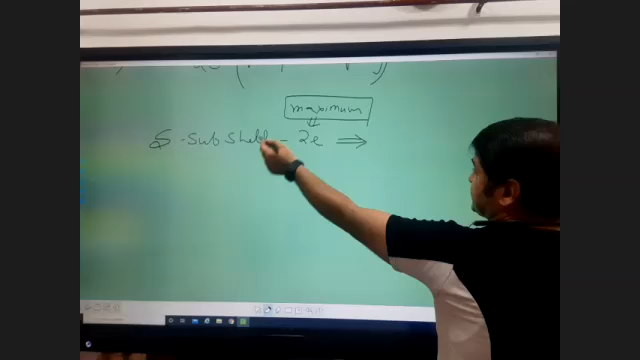 maximum
S - Sub Shell - 2e ⇒